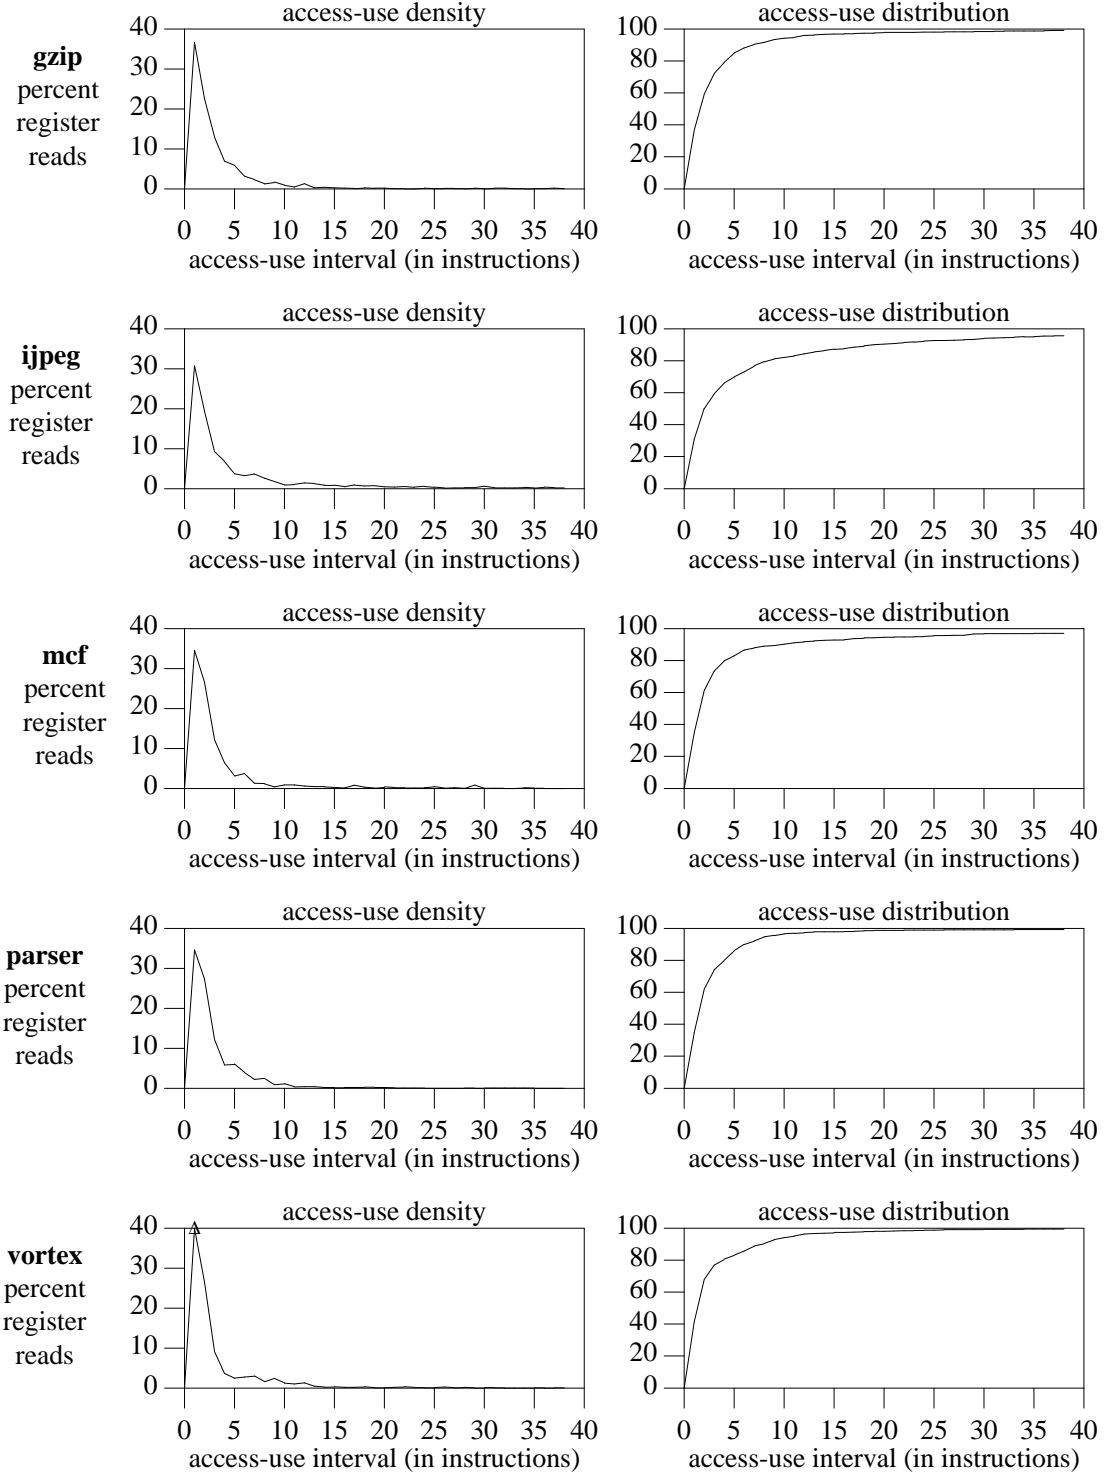 access-use density
access-use distribution
gzip
percent
register
reads
40
30
20
10
0
0 5 10 15 20 25 30 35 40
access-use interval (in instructions)
100
80
60
40
20
0
0 5 10 15 20 25 30 35 40
access-use interval (in instructions)
access-use density
access-use distribution
ijpeg
percent
register
reads
40
30
20
10
0
0 5 10 15 20 25 30 35 40
access-use interval (in instructions)
100
80
60
40
20
0
0 5 10 15 20 25 30 35 40
access-use interval (in instructions)
access-use density
access-use distribution
mcf
percent
register
reads
40
30
20
10
0
0 5 10 15 20 25 30 35 40
access-use interval (in instructions)
100
80
60
40
20
0
0 5 10 15 20 25 30 35 40
access-use interval (in instructions)
access-use density
access-use distribution
parser
percent
register
reads
40
30
20
10
0
0 5 10 15 20 25 30 35 40
access-use interval (in instructions)
100
80
60
40
20
0
0 5 10 15 20 25 30 35 40
access-use interval (in instructions)
access-use density
access-use distribution
vortex
percent
register
reads
40
30
20
10
0
0 5 10 15 20 25 30 35 40
access-use interval (in instructions)
100
80
60
40
20
0
0 5 10 15 20 25 30 35 40
access-use interval (in instructions)